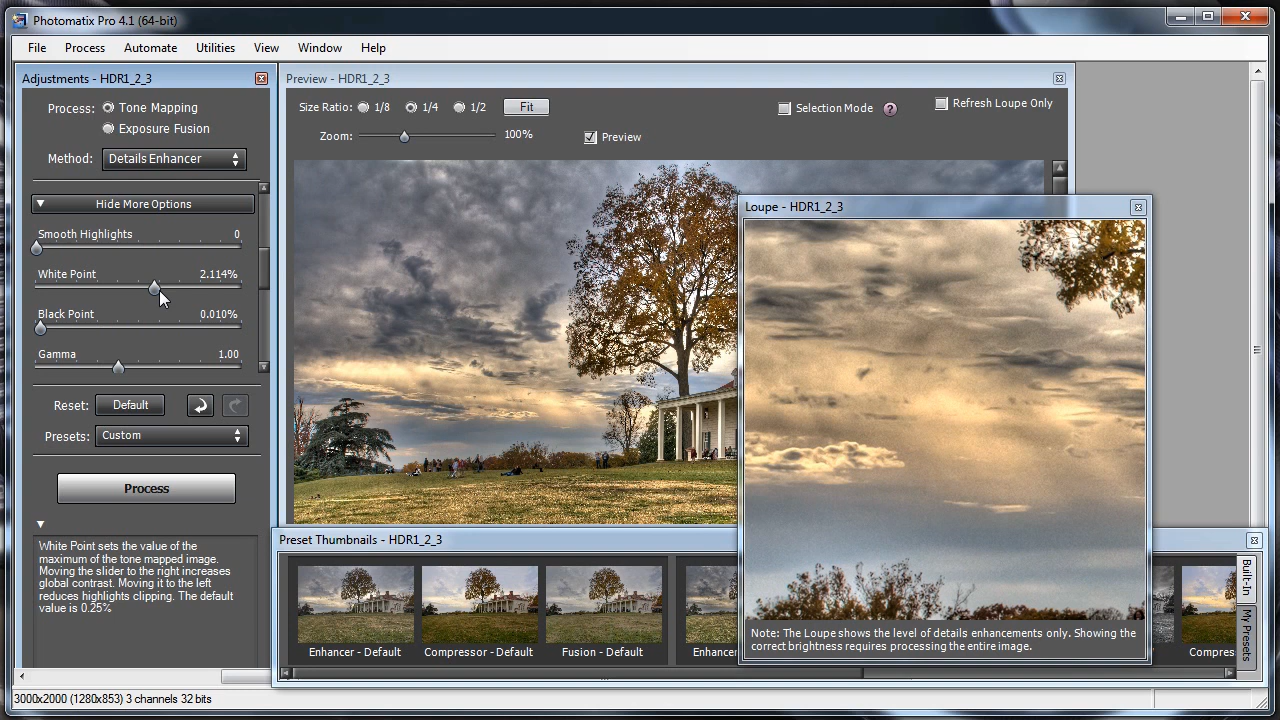 Photomatix Pro 4.1 (64-bit)
File Process Automate Utilities View Window Help
Adjustments - HDR1_2_3
Process: Tone Mapping
Exposure Fusion
Method: Details Enhancer
Hide More Options
Smooth Highlights 0
White Point 2.114%
Black Point 0.010%
Gamma 1.00
Reset: Default
Presets: Custom
Process
White Point sets the value of the
maximum of the tone mapped image.
Moving the slider to the right increases
global contrast. Moving it to the left
reduces highlights clipping. The default
value is 0.25%
Preview - HDR1_2_3
Size Ratio: 1/8 1/4 1/2 Fit
Selection Mode ?
Refresh Loupe Only
Zoom: 100%
Preview
Loupe - HDR1_2_3
Note: The Loupe shows the level of details enhancements only. Showing the
correct brightness requires processing the entire image.
Preset Thumbnails - HDR1_2_3
Enhancer - Default
Compressor - Default
Fusion - Default
Enhancer
Compres
Built-In
My Presets
3000x2000 (1280x853) 3 channels 32 bits